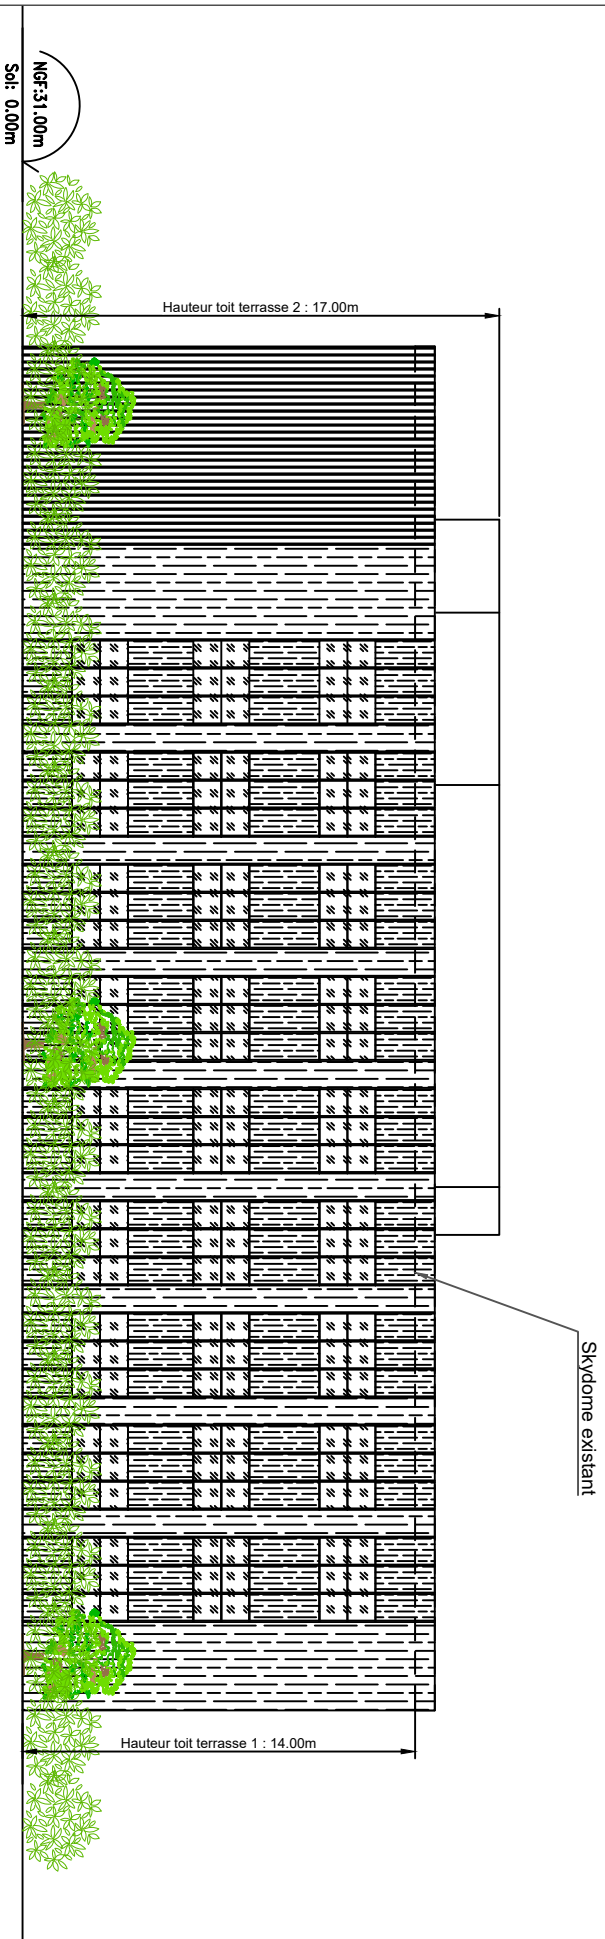 NGF:31.00m
Sol: 0.00m
Hauteur toit terrasse 2 : 17.00m
Skydome existant
Hauteur toit terrasse 1 : 14.00m